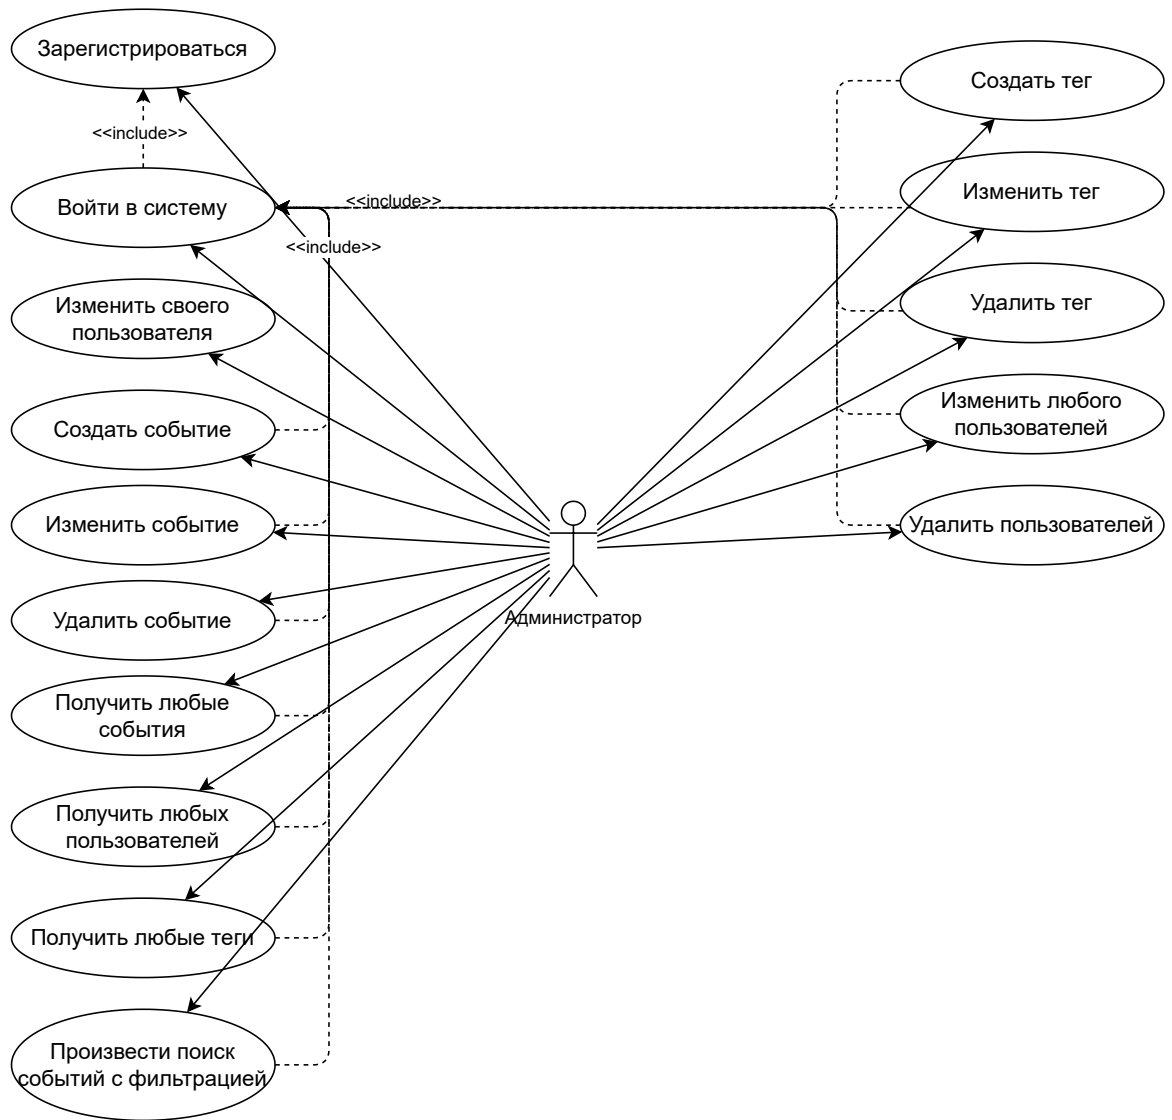 Зарегистрироваться
<<include>>
Войти в систему
<<include>>
<<include>>
Изменить своего
пользователя
Создать событие
Изменить событие
Удалить событие
Получить любые
события
Получить любых
пользователей
Получить любые теги
Произвести поиск
событий с фильтрацией
Администратор
Создать тег
Изменить тег
Удалить тег
Изменить любого
пользователей
Удалить пользователей